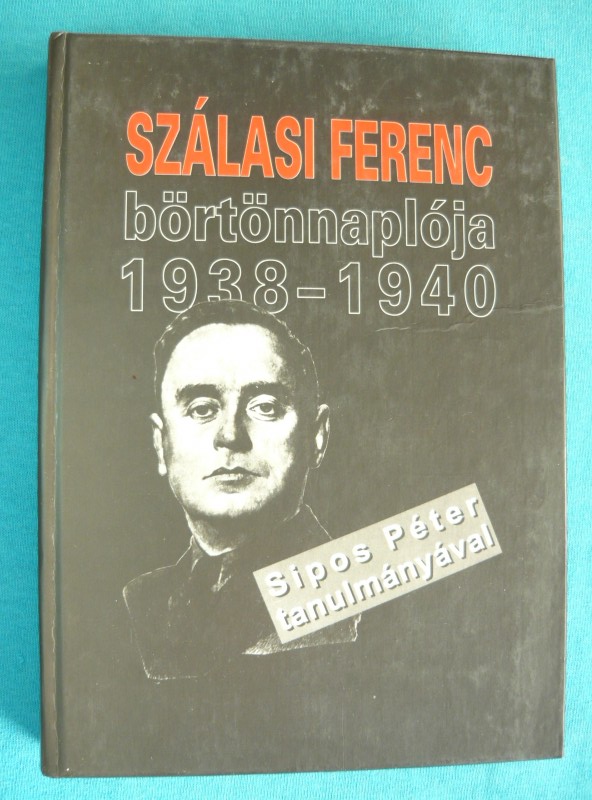 SZÁLASI FERENC
börtönnaplója
1938-1940
Sipos Péter
tanulmányával